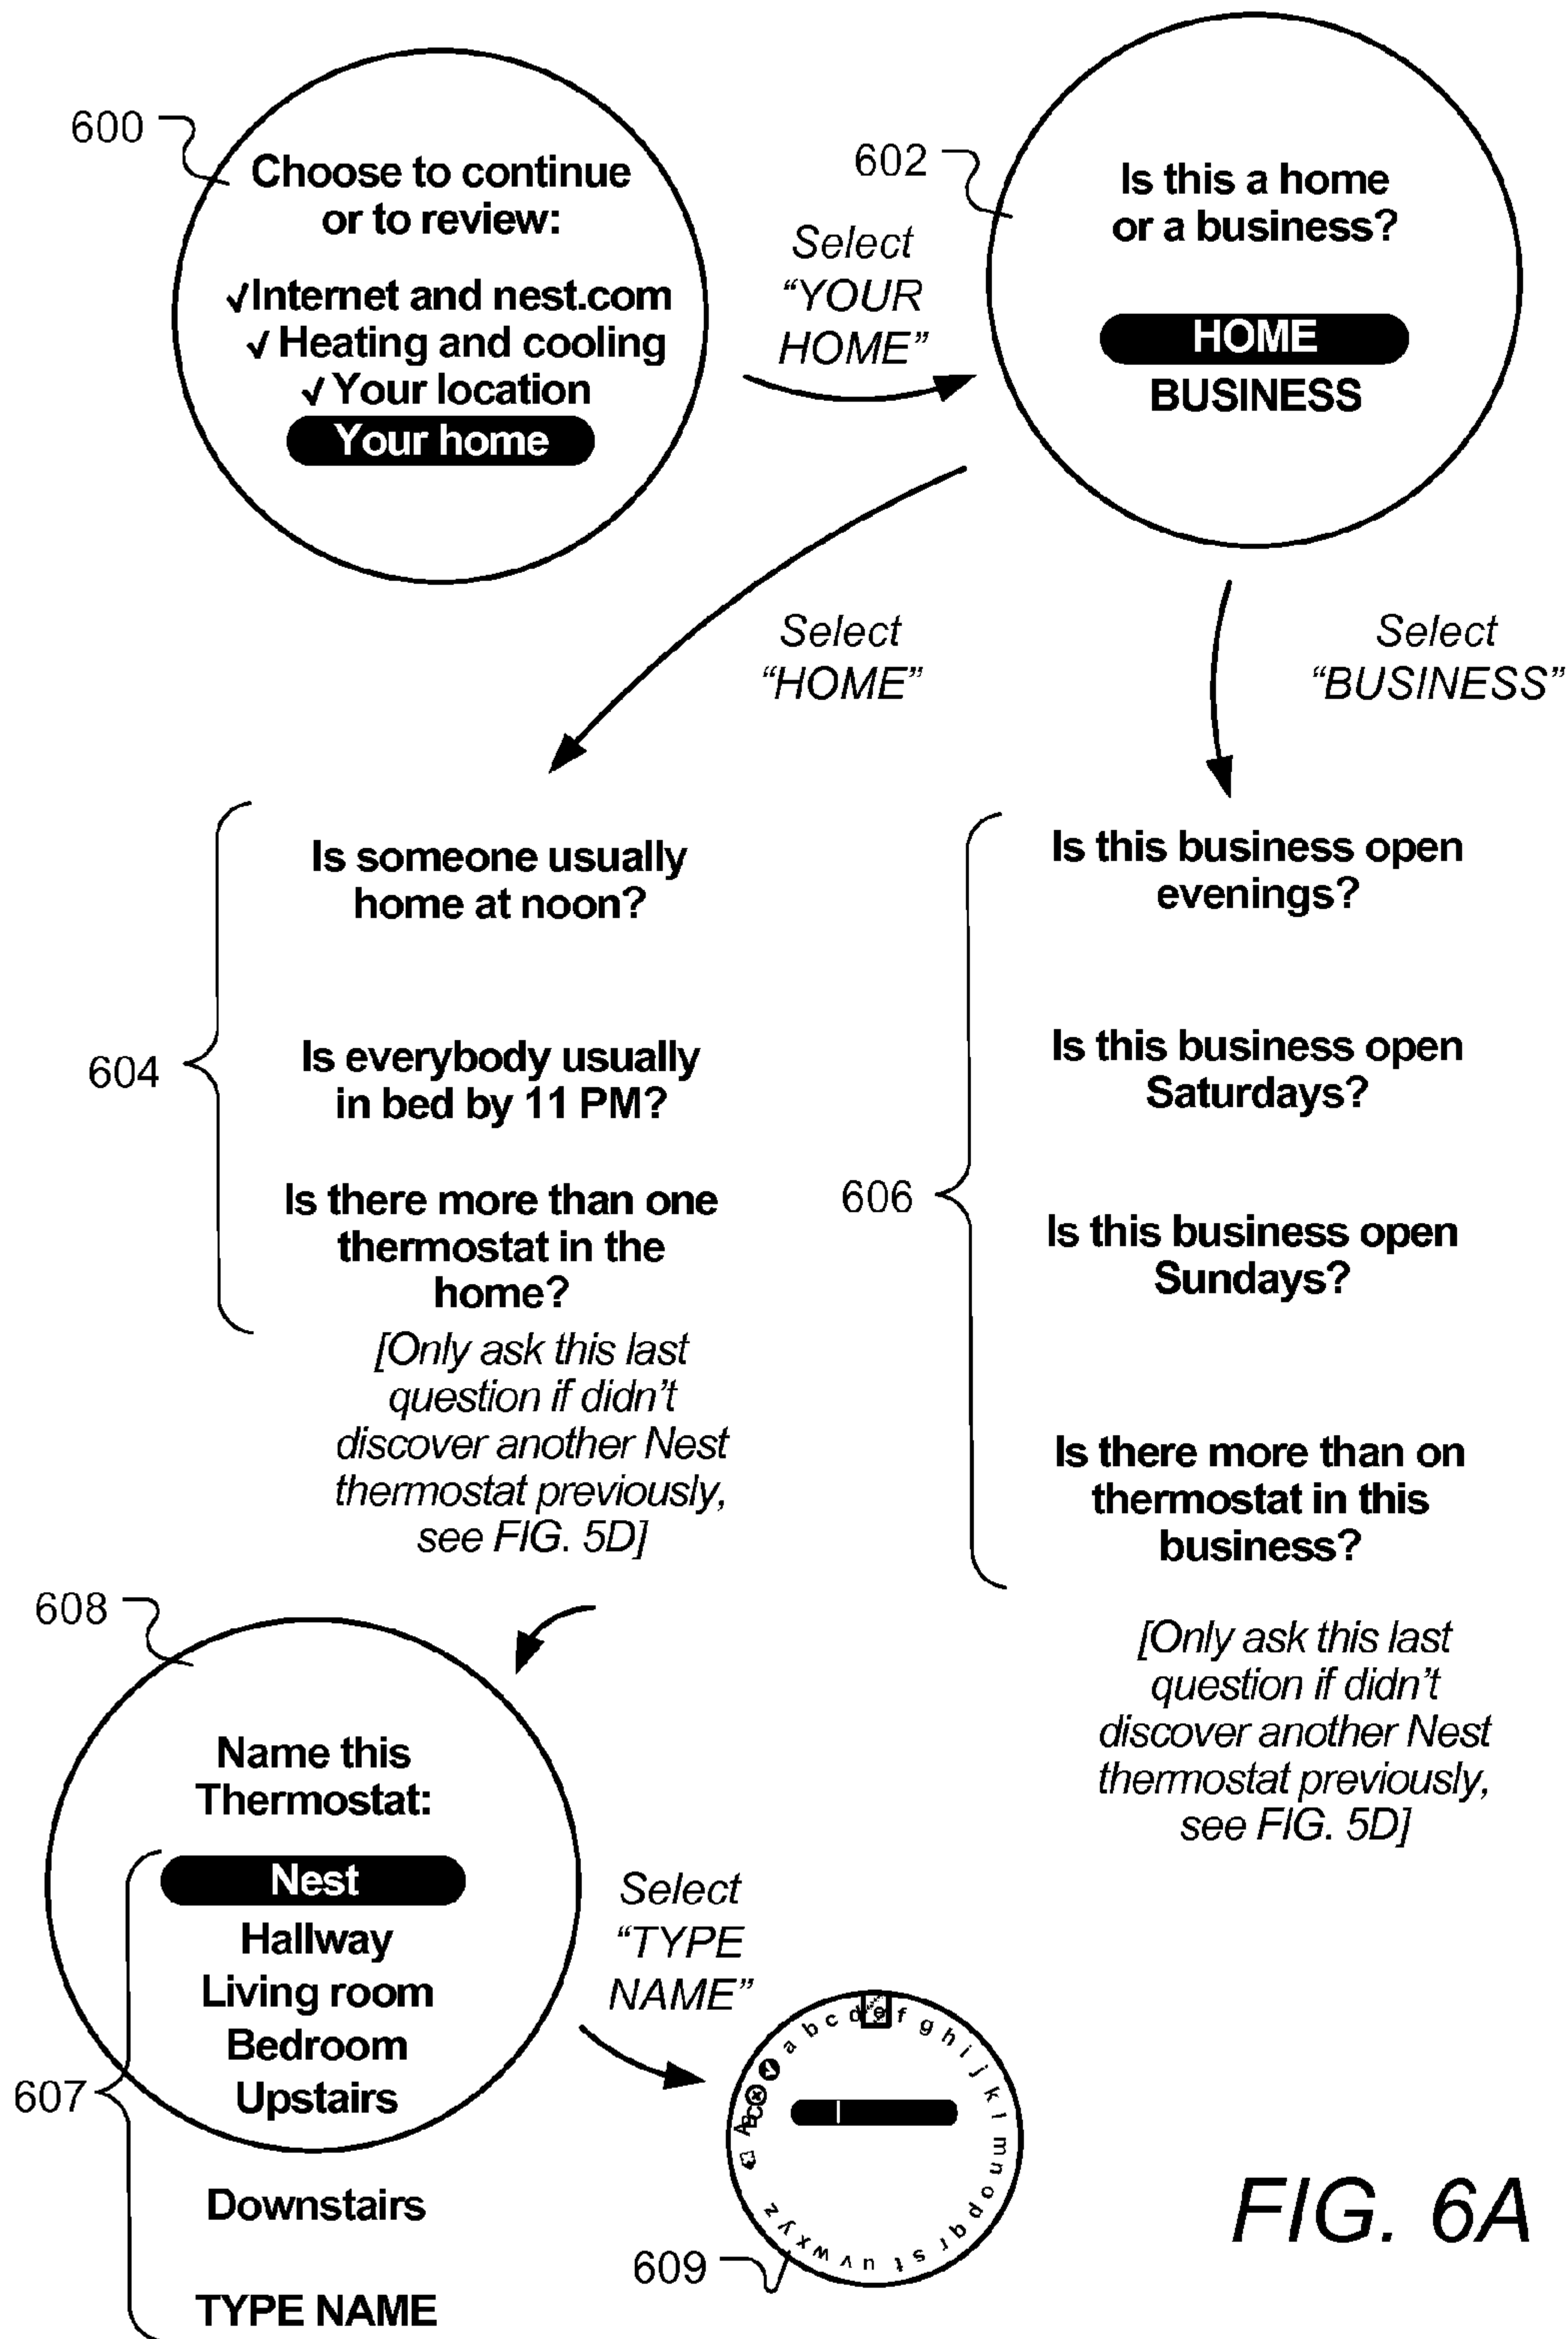 600
Choose to continue
or to review:
✓Internet and nest.com
✓ Heating and cooling
✓ Your location
Your home
Select
“YOUR
HOME”
602
Is this a home
or a business?
HOME
BUSINESS
Select
“HOME”
Select
“BUSINESS”
604
Is someone usually
home at noon?
Is everybody usually
in bed by 11 PM?
Is there more than one
thermostat in the
home?
[Only ask this last
question if didn’t
discover another Nest
thermostat previously,
see FIG. 5D]
606
Is this business open
evenings?
Is this business open
Saturdays?
Is this business open
Sundays?
Is there more than on
thermostat in this
business?
[Only ask this last
question if didn’t
discover another Nest
thermostat previously,
see FIG. 5D]
608
Name this
Thermostat:
607
Nest
Hallway
Living room
Bedroom
Upstairs
Downstairs
TYPE NAME
Select
“TYPE
NAME”
609
a b c d e f g h i j k l m n o p q r s t u v w x y z
FIG. 6A